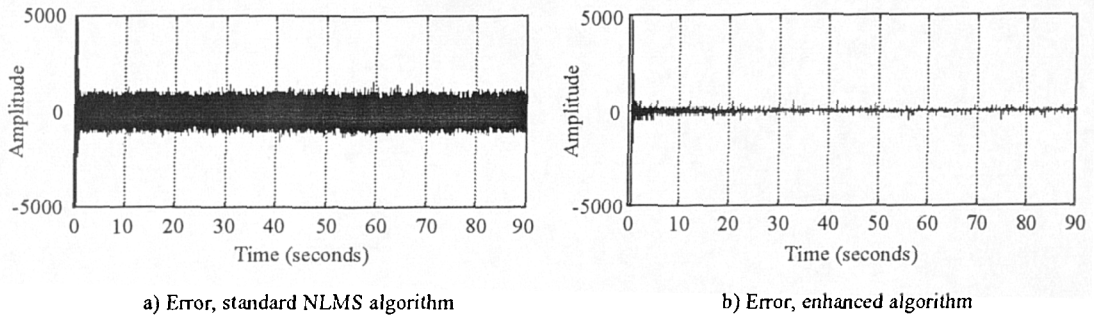 5000
0
-5000
Amplitude
0 10 20 30 40 50 60 70 80 90
Time (seconds)
a) Error, standard NLMS algorithm
5000
0
-5000
Amplitude
0 10 20 30 40 50 60 70 80 90
Time (seconds)
b) Error, enhanced algorithm